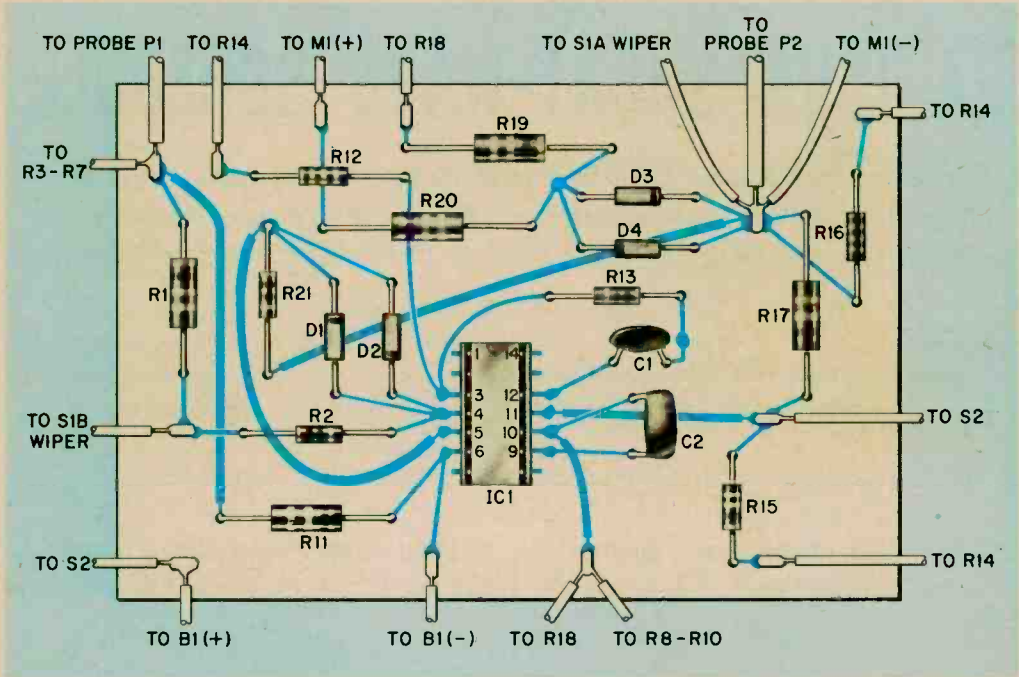 TO PROBE P1
TO R14
TO M1(+)
TO R18
TO S1A WIPER
TO
PROBE P2
TO M1(-)
TO R14
TO
R3-R7
R19
R12
R20
D3
D4
R16
R1
R21
R13
R17
D1
D2
C1
1 14
3 12
4 11
5 10
6 9
IC1
R2
C2
TO S1B
WIPER
TO S2
R15
R11
TO S2
TO R14
TO B1(+)
TO B1(-)
TO R18
TO R8-R10